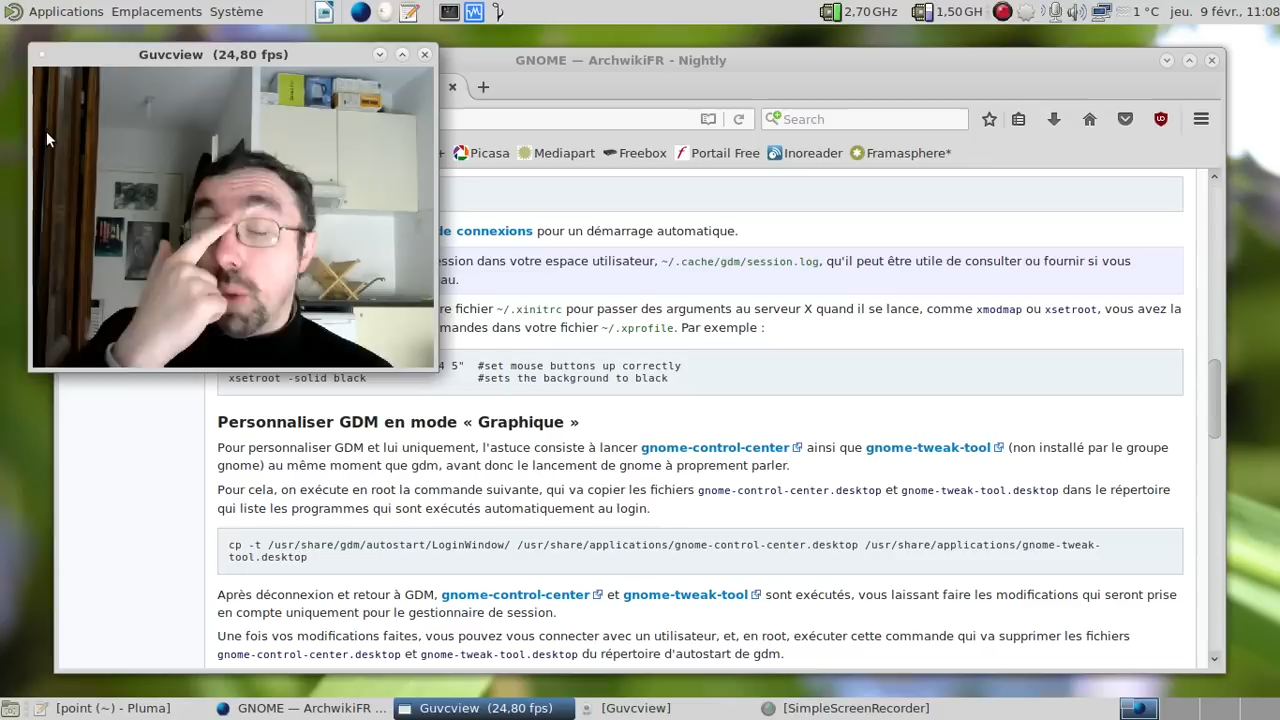 Applications Emplacements Système
2,70 GHz 1,50 GH 1 °C jeu. 9 févr., 11:08
Guvcview (24,80 fps)
GNOME — ArchwikiFR - Nightly
Search
Picasa Mediapart Freebox Portail Free Inoreader Framasphere*
de connexions pour un démarrage automatique.
ession dans votre espace utilisateur, ~/.cache/gdm/session.log, qu'il peut être utile de consulter ou fournir si vous
au.
re fichier ~/.xinitrc pour passer des arguments au serveur X quand il se lance, comme xmodmap ou xsetroot, vous avez la
mandes dans votre fichier ~/.xprofile. Par exemple :
4 5" #set mouse buttons up correctly
xsetroot -solid black #sets the background to black
Personnaliser GDM en mode « Graphique »
Pour personnaliser GDM et lui uniquement, l'astuce consiste à lancer gnome-control-center ainsi que gnome-tweak-tool (non installé par le groupe
gnome) au même moment que gdm, avant donc le lancement de gnome à proprement parler.
Pour cela, on exécute en root la commande suivante, qui va copier les fichiers gnome-control-center.desktop et gnome-tweak-tool.desktop dans le répertoire
qui liste les programmes qui sont exécutés automatiquement au login.
cp -t /usr/share/gdm/autostart/LoginWindow/ /usr/share/applications/gnome-control-center.desktop /usr/share/applications/gnome-tweak-
tool.desktop
Après déconnexion et retour à GDM, gnome-control-center et gnome-tweak-tool sont exécutés, vous laissant faire les modifications qui seront prise
en compte uniquement pour le gestionnaire de session.
Une fois vos modifications faites, vous pouvez vous connecter avec un utilisateur, et, en root, exécuter cette commande qui va supprimer les fichiers
gnome-control-center.desktop et gnome-tweak-tool.desktop du répertoire d'autostart de gdm.
[point (~) - Pluma] GNOME — ArchwikiFR ... Guvcview (24,80 fps) [Guvcview] [SimpleScreenRecorder]